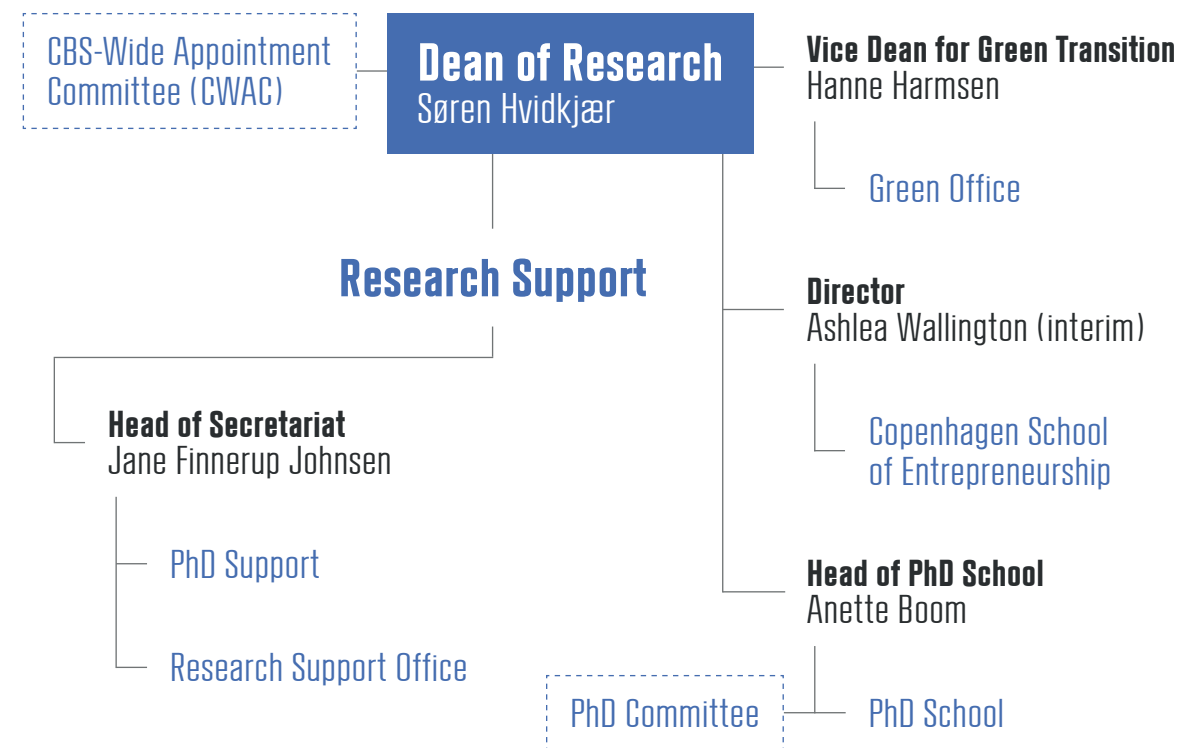 CBS-Wide Appointment
Committee (CWAC)
Dean of Research
Søren Hvidkjær
Vice Dean for Green Transition
Hanne Harmsen
Green Office
Research Support
Director
Ashlea Wallington (interim)
Copenhagen School
of Entrepreneurship
Head of Secretariat
Jane Finnerup Johnsen
PhD Support
Research Support Office
Head of PhD School
Anette Boom
PhD Committee
PhD School